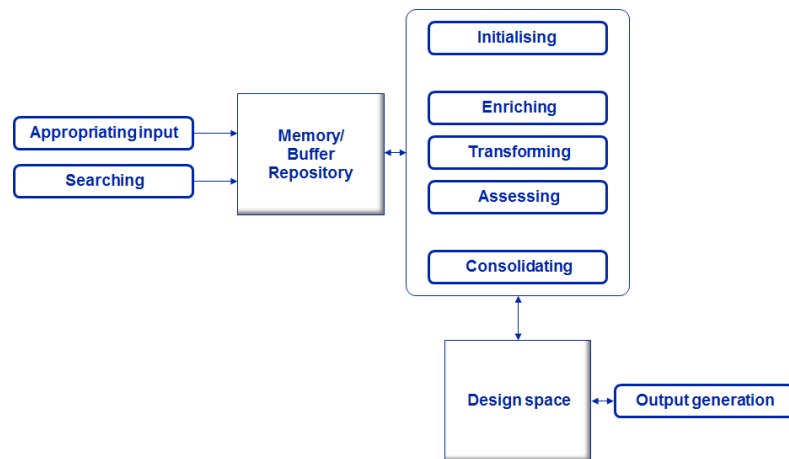 Appropriating input
Searching
Memory/
Buffer
Repository
Initialising
Enriching
Transforming
Assessing
Consolidating
Design space
Output generation